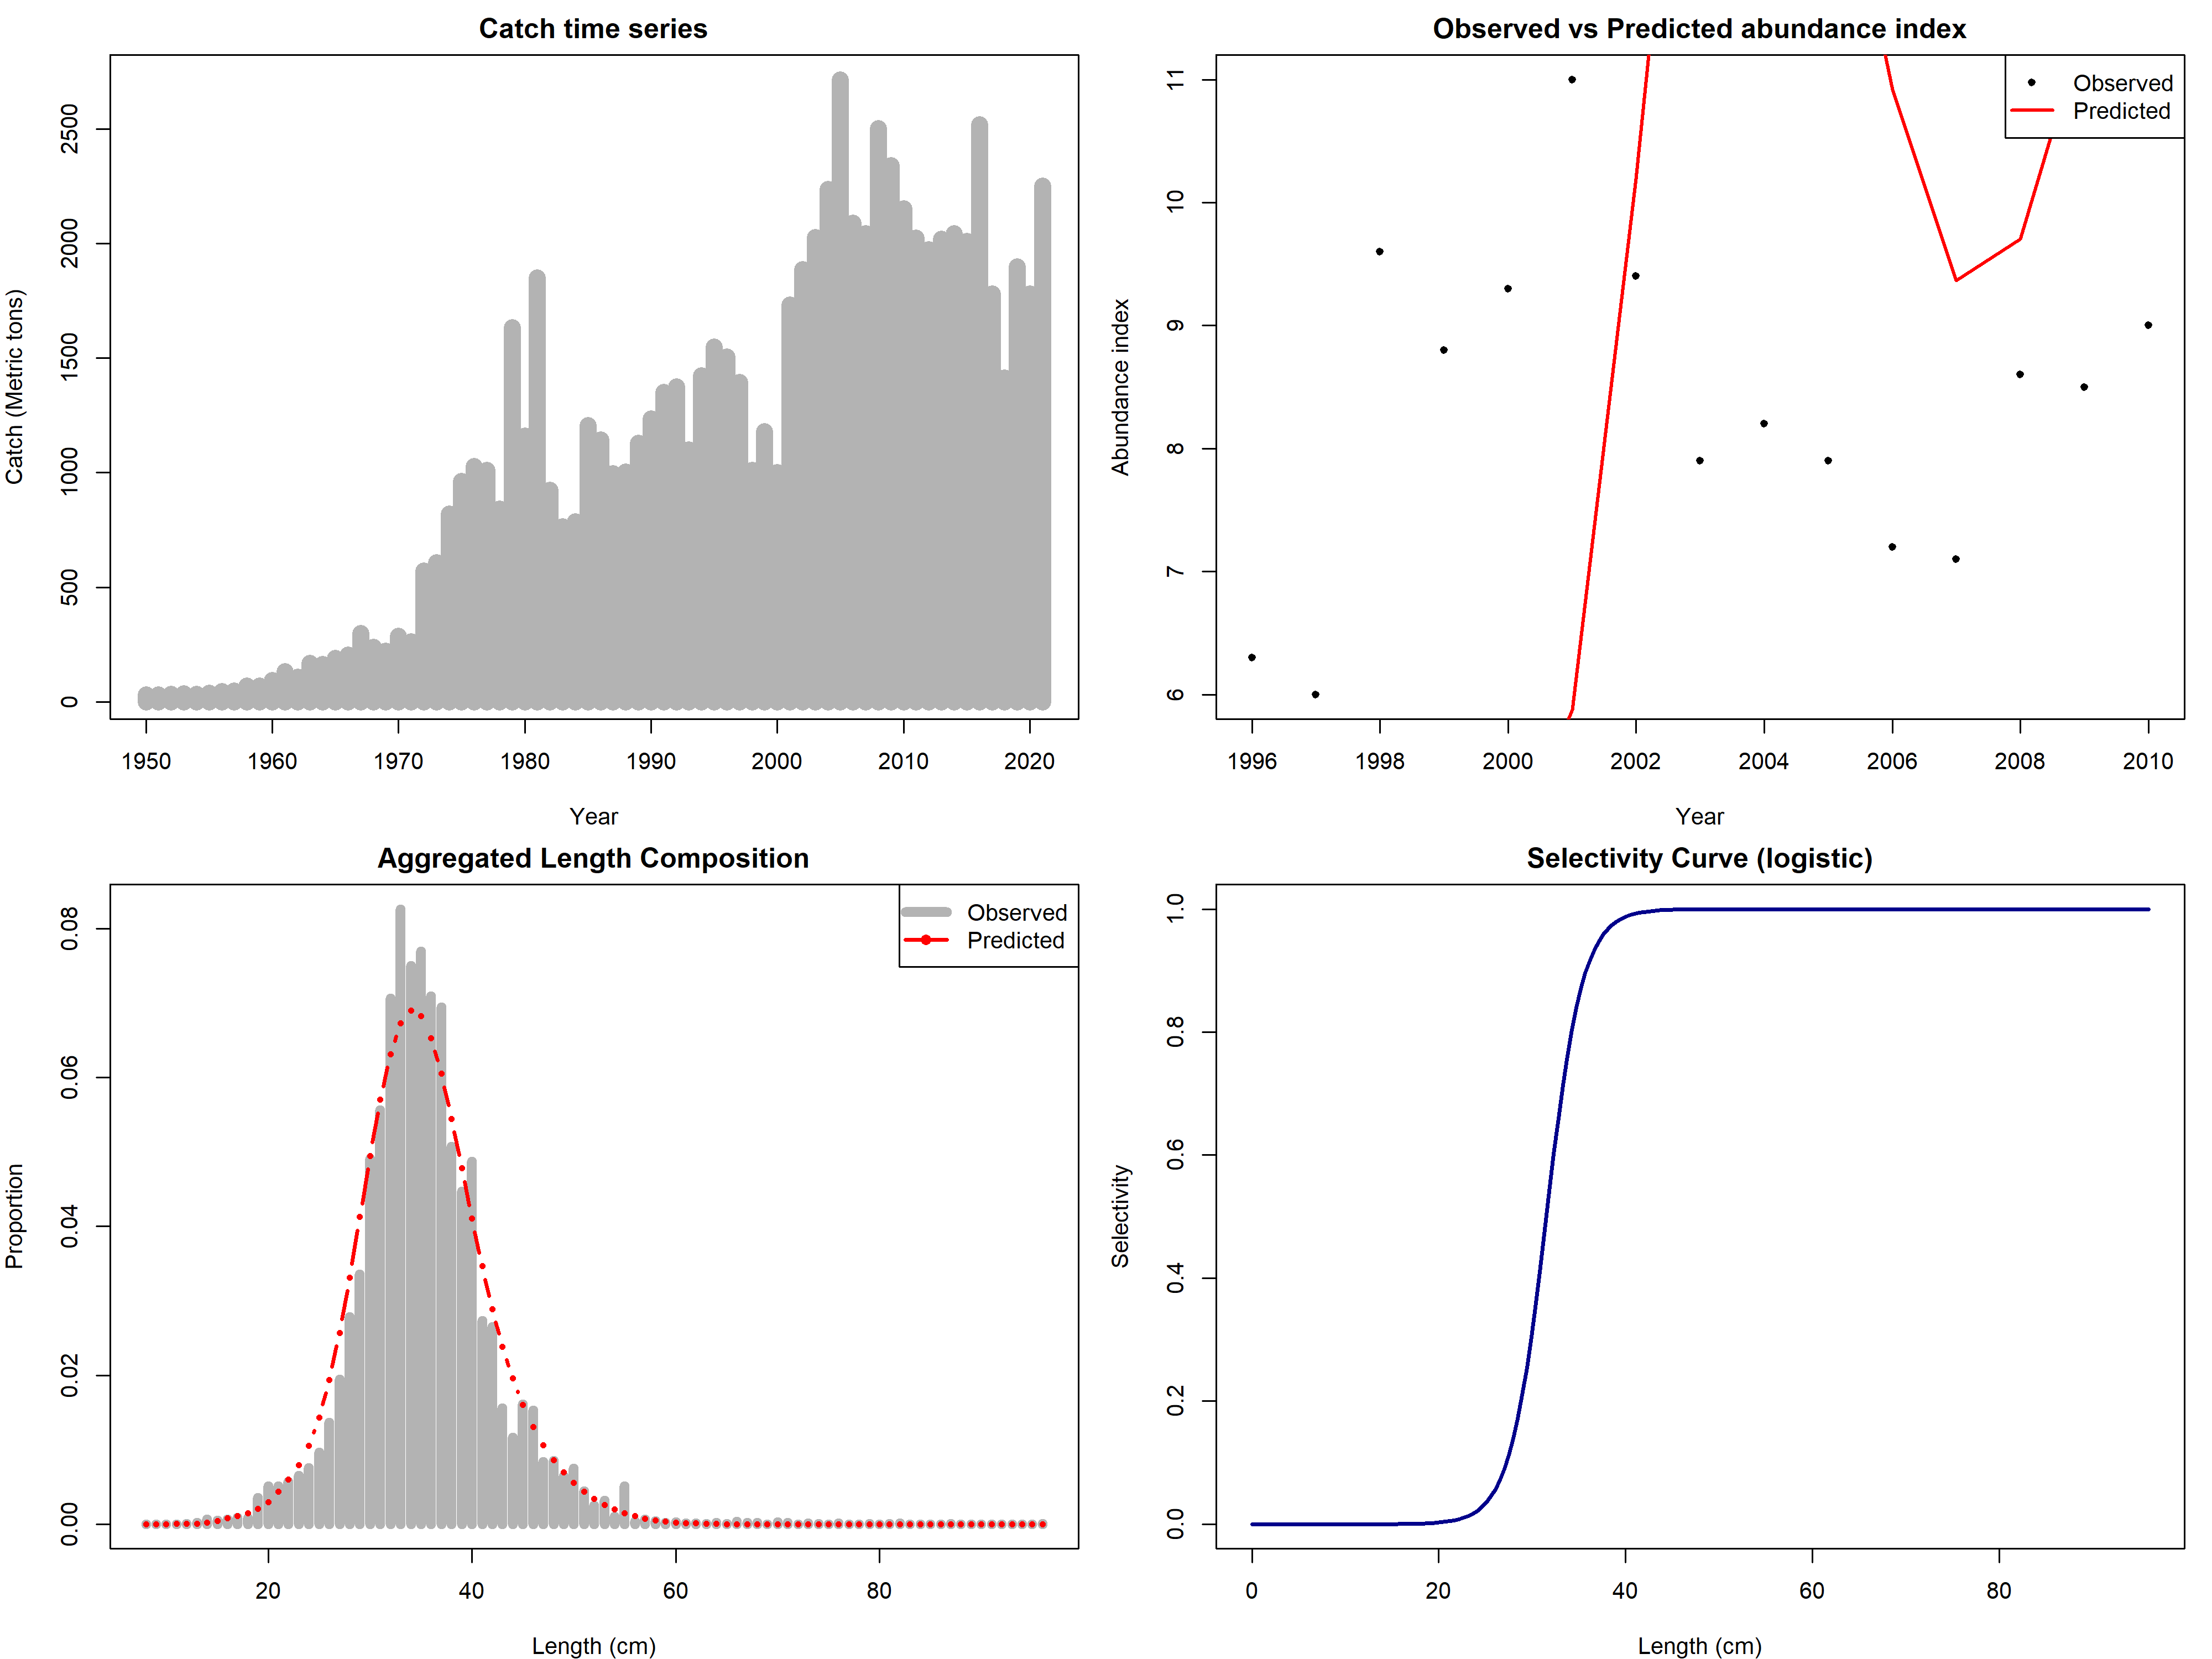 Catch time series
Catch (Metric tons)
2500
2000
1500
1000
500
0
1950 1960 1970 1980 1990 2000 2010 2020
Year
Observed vs Predicted abundance index
Abundance index
11
10
9
8
7
6
Observed
Predicted
1996 1998 2000 2002 2004 2006 2008 2010
Year
Aggregated Length Composition
Proportion
0.08
0.06
0.04
0.02
0.00
Observed
Predicted
20 40 60 80
Length (cm)
Selectivity Curve (logistic)
Selectivity
1.0
0.8
0.6
0.4
0.2
0.0
0 20 40 60 80
Length (cm)